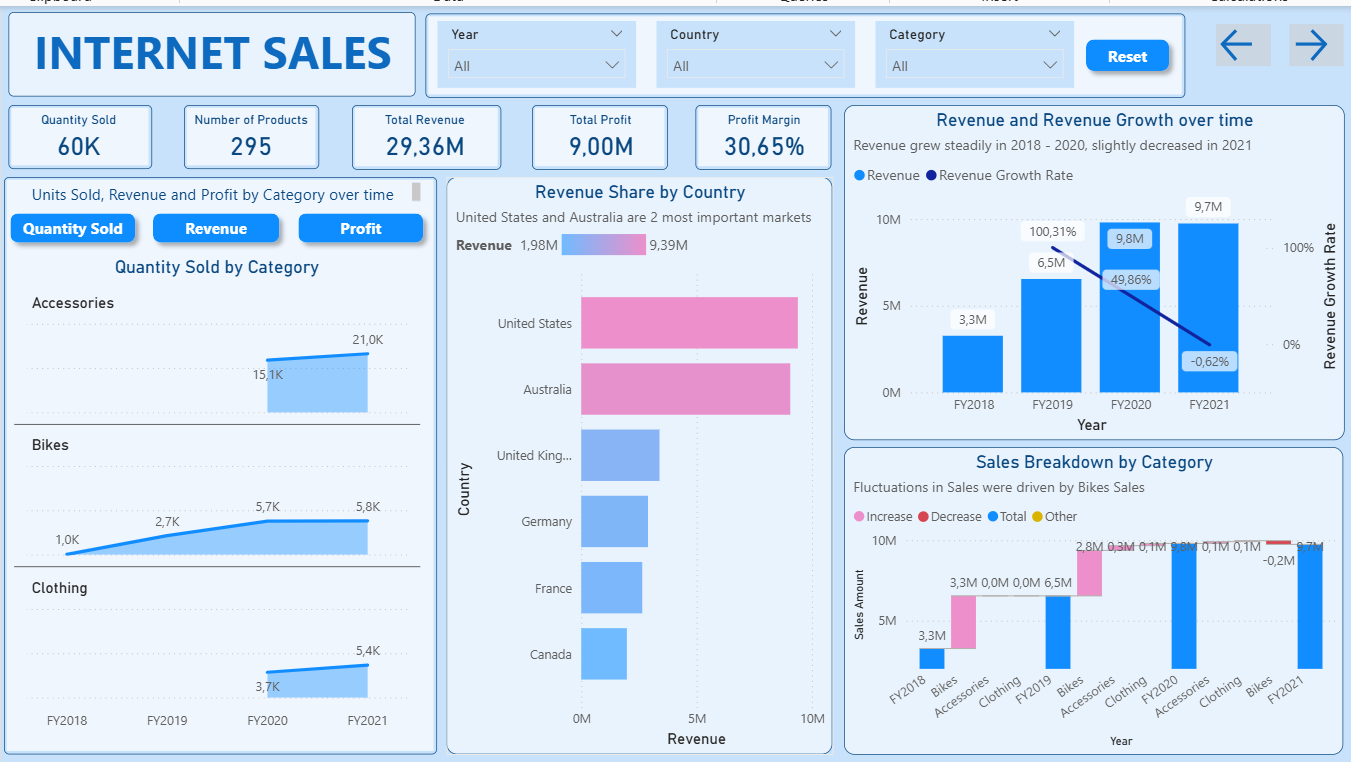 Clipboard
Data
Queries
Insert
Calculations
INTERNET SALES
Year
All
Country
All
Category
All
Reset
Quantity Sold
60K
Number of Products
295
Total Revenue
29,36M
Total Profit
9,00M
Profit Margin
30,65%
Units Sold, Revenue and Profit by Category over time
Quantity Sold
Revenue
Profit
Quantity Sold by Category
Accessories
21,0K
15,1K
Bikes
1,0K
2,7K
5,7K
5,8K
Clothing
5,4K
3,7K
FY2018
FY2019
FY2020
FY2021
Revenue Share by Country
United States and Australia are 2 most important markets
Revenue 1,98M 9,39M
Country
United States
Australia
United King...
Germany
France
Canada
0M
5M
10M
Revenue
Revenue and Revenue Growth over time
Revenue grew steadily in 2018 - 2020, slightly decreased in 2021
Revenue Revenue Growth Rate
Revenue
10M
5M
0M
3,3M
100,31%
6,5M
9,8M
49,86%
9,7M
-0,62%
100%
0%
Revenue Growth Rate
FY2018
FY2019
FY2020
FY2021
Year
Sales Breakdown by Category
Fluctuations in Sales were driven by Bikes Sales
Increase Decrease Total Other
Sales Amount
10M
5M
3,3M
3,3M
0,0M
0,0M
6,5M
2,8M
0,3M
0,1M
9,8M
0,1M
0,1M
-0,2M
9,7M
FY2018
Bikes
Accessories
Clothing
FY2019
Bikes
Accessories
Clothing
FY2020
Accessories
Clothing
Bikes
FY2021
Year